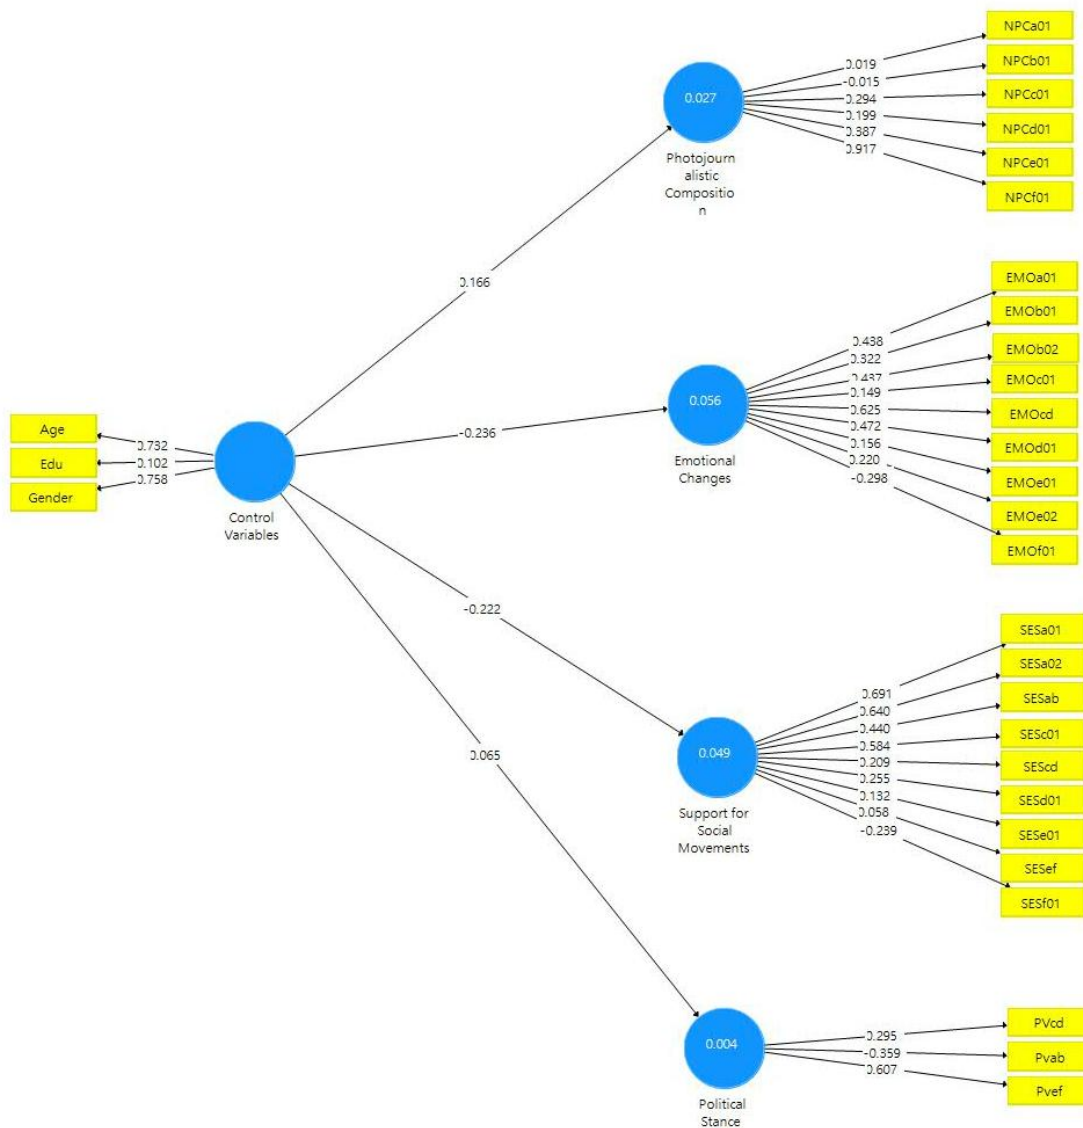 NPCa01
NPCb01
NPCc01
NPCd01
NPCe01
NPCf01
0.019
-0.015
0.294
0.199
0.387
0.917
0.027
Photojourn
alistic
Compositio
n
0.166
EMOa01
EMOb01
EMOb02
EMOc01
EMOcd
EMOd01
EMOe01
EMOe02
EMOf01
0.438
0.322
0.437
0.149
0.625
0.472
0.156
0.220
-0.298
0.056
Emotional
Changes
-0.236
Age
Edu
Gender
0.732
0.102
0.758
Control
Variables
-0.222
SESa01
SESa02
SESab
SESc01
SEScd
SESd01
SESe01
SESef
SESf01
0.691
0.640
0.440
0.584
0.209
0.255
0.132
0.058
-0.239
0.049
Support for
Social
Movements
0.065
PVcd
Pvab
Pvef
0.295
-0.359
0.607
0.004
Political
Stance